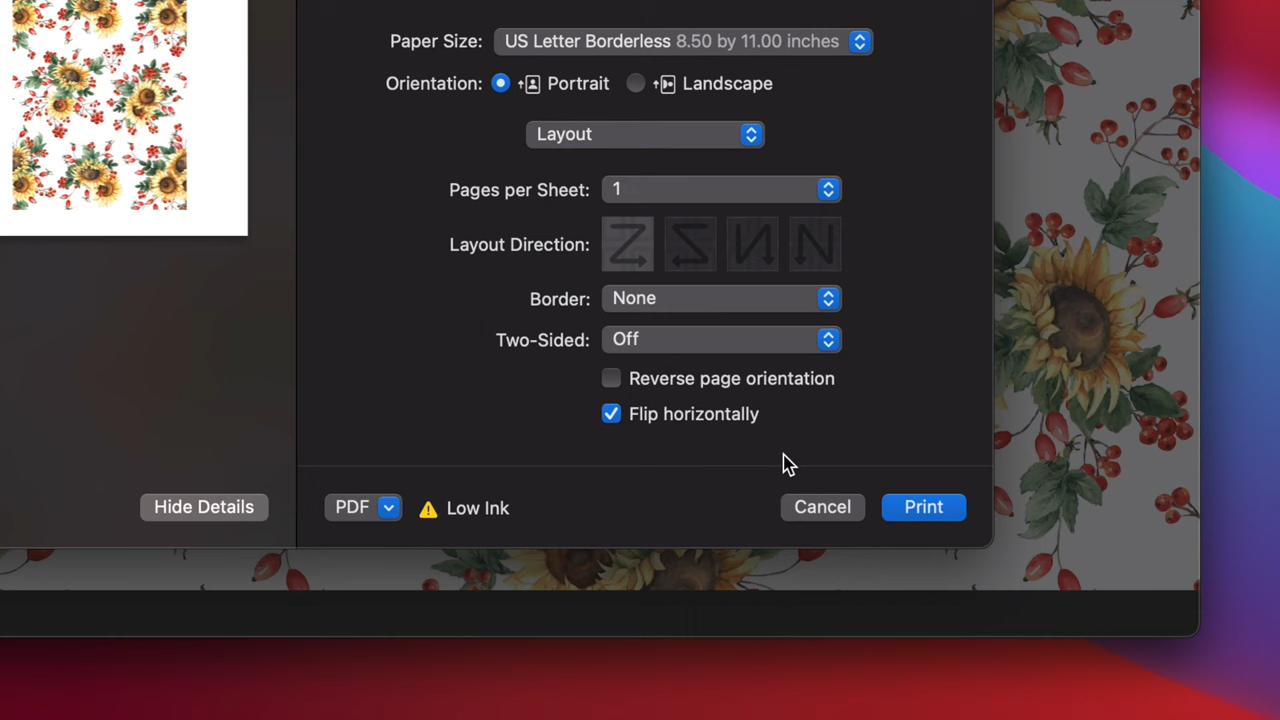 Paper Size: US Letter Borderless 8.50 by 11.00 inches
Orientation: Portrait Landscape
Layout
Pages per Sheet: 1
Layout Direction:
Border: None
Two-Sided: Off
Reverse page orientation
Flip horizontally
Hide Details PDF Low Ink Cancel Print